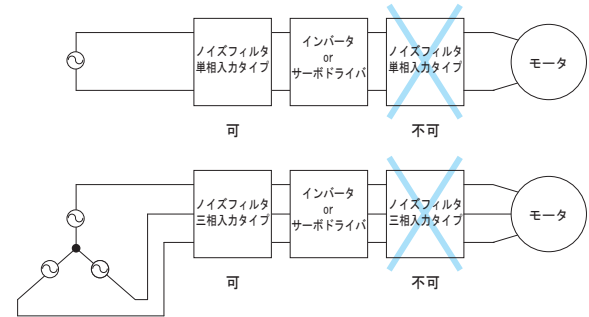 ノイズフィルタ
単相入力タイプ
インバータ
or
サーボドライバ
ノイズフィルタ
単相入力タイプ
モータ
可
不可
ノイズフィルタ
三相入力タイプ
インバータ
or
サーボドライバ
ノイズフィルタ
三相入力タイプ
モータ
可
不可